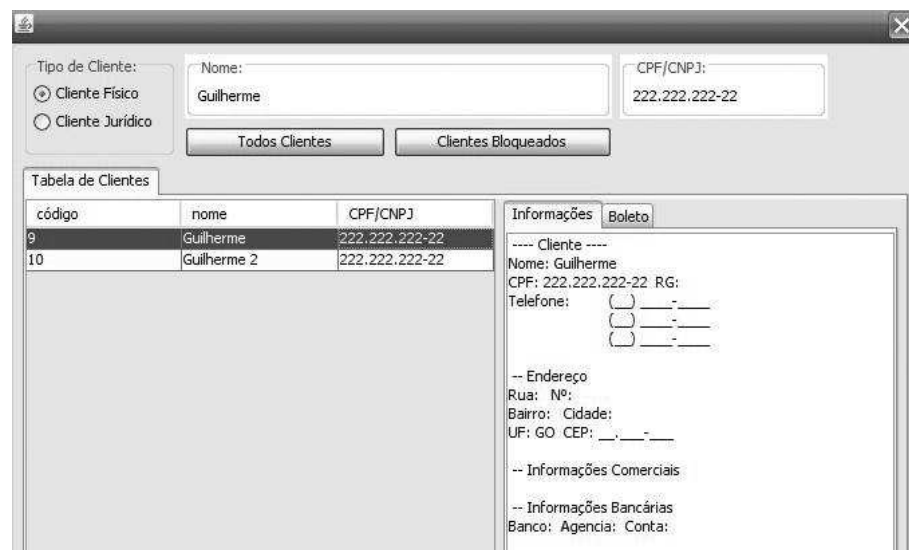 Tipo de Cliente:
Cliente Físico
Cliente Jurídico
Nome:
Guilherme
CPF/CNPJ:
222.222.222-22
Todos Clientes
Clientes Bloqueados
Tabela de Clientes
código nome CPF/CNPJ
9 Guilherme 222.222.222-22
10 Guilherme 2 222.222.222-22
Informações Boleto
---- Cliente ----
Nome: Guilherme
CPF: 222.222.222-22 RG:
Telefone: (__) ____-____
(__) ____-____
(__) ____-____
-- Endereço
Rua: Nº:
Bairro: Cidade:
UF: GO CEP: __.___-___
-- Informações Comerciais
-- Informações Bancárias
Banco: Agencia: Conta: